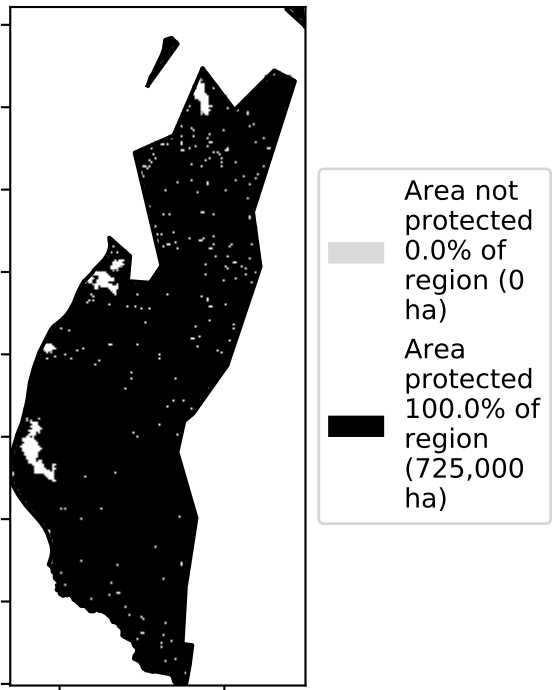 Area not
protected
0.0% of
region (0
ha)
Area
protected
100.0% of
region
(725,000
ha)